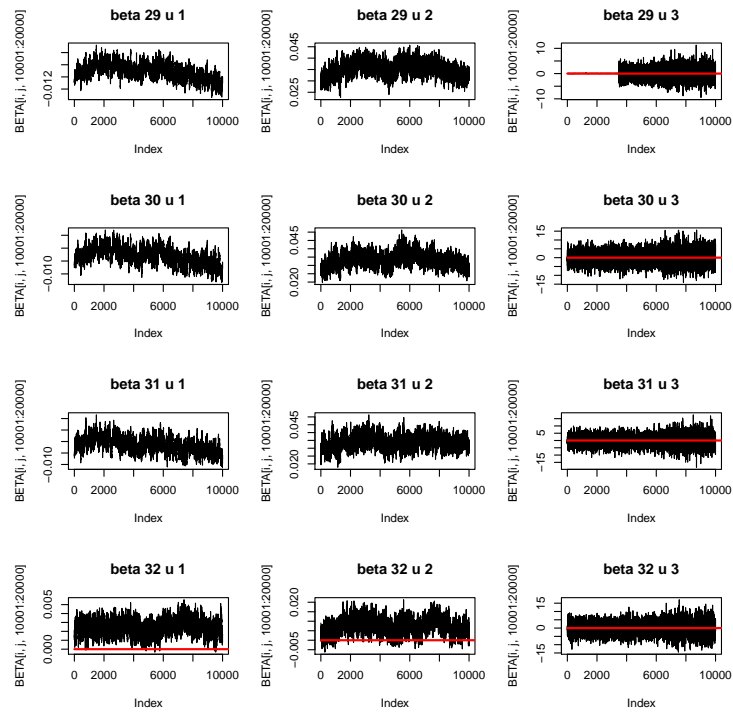 beta 29 u 1
beta 29 u 2
beta 29 u 3
BETA[i, j, 10001:20000]
−0.012
0 2000 6000 10000
Index
BETA[i, j, 10001:20000]
0.025 0.045
0 2000 6000 10000
Index
BETA[i, j, 10001:20000]
−10 0 10
0 2000 6000 10000
Index
beta 30 u 1
beta 30 u 2
beta 30 u 3
BETA[i, j, 10001:20000]
−0.010
0 2000 6000 10000
Index
BETA[i, j, 10001:20000]
0.020 0.045
0 2000 6000 10000
Index
BETA[i, j, 10001:20000]
−15 0 15
0 2000 6000 10000
Index
beta 31 u 1
beta 31 u 2
beta 31 u 3
BETA[i, j, 10001:20000]
−0.010
0 2000 6000 10000
Index
BETA[i, j, 10001:20000]
0.020 0.045
0 2000 6000 10000
Index
BETA[i, j, 10001:20000]
−15 5
0 2000 6000 10000
Index
beta 32 u 1
beta 32 u 2
beta 32 u 3
BETA[i, j, 10001:20000]
0.000 0.005
0 2000 6000 10000
Index
BETA[i, j, 10001:20000]
−0.005 0.020
0 2000 6000 10000
Index
BETA[i, j, 10001:20000]
−15 0 15
0 2000 6000 10000
Index